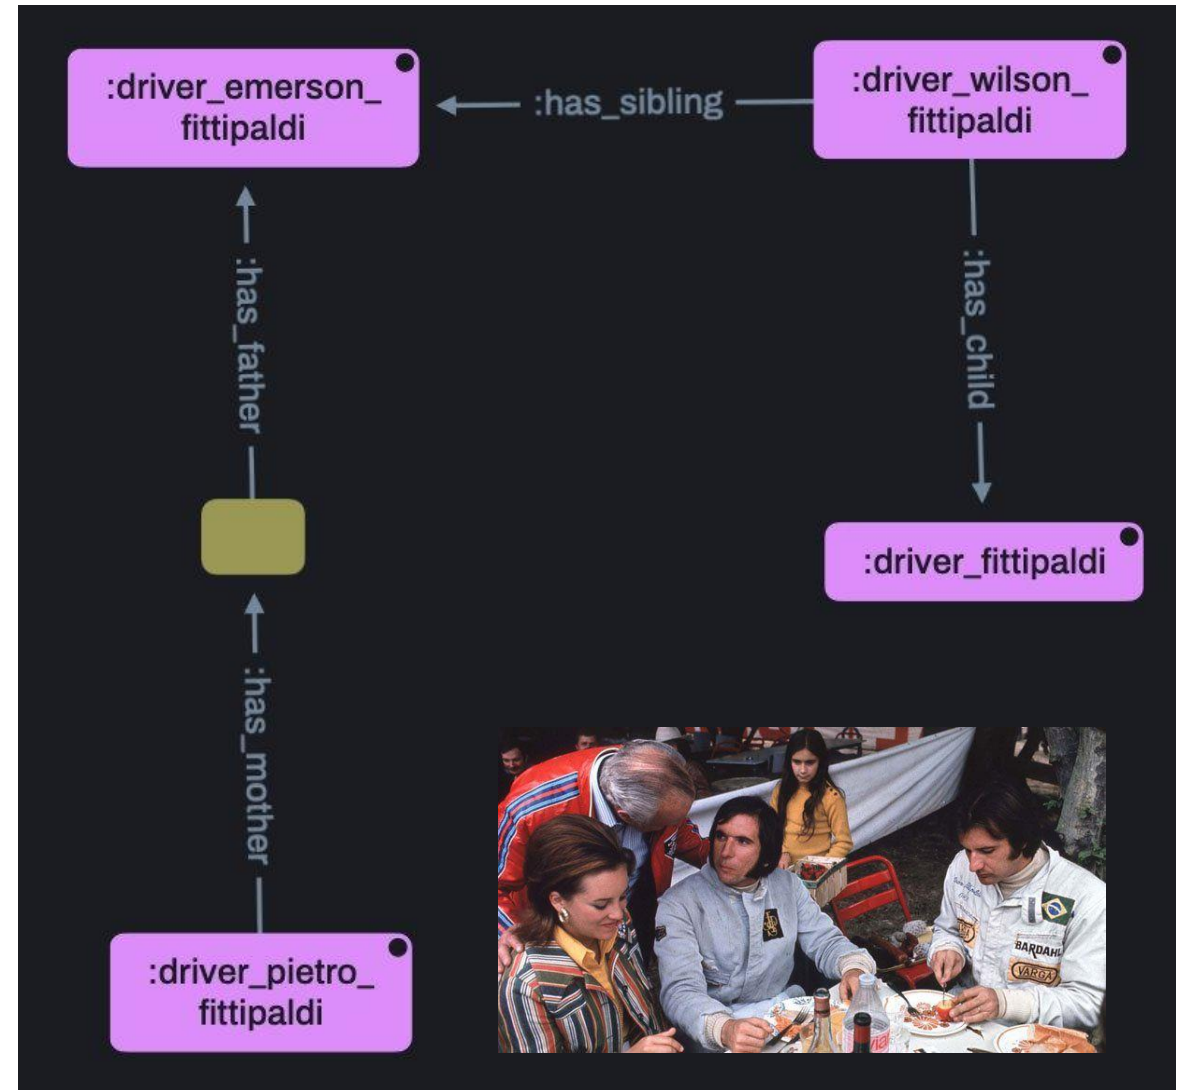 :driver_emerson_
fittipaldi
:has_sibling
:driver_wilson_
fittipaldi
:has_father
:has_child
:driver_fittipaldi
:has_mother
:driver_pietro_
fittipaldi
BARDAHL
VARGA